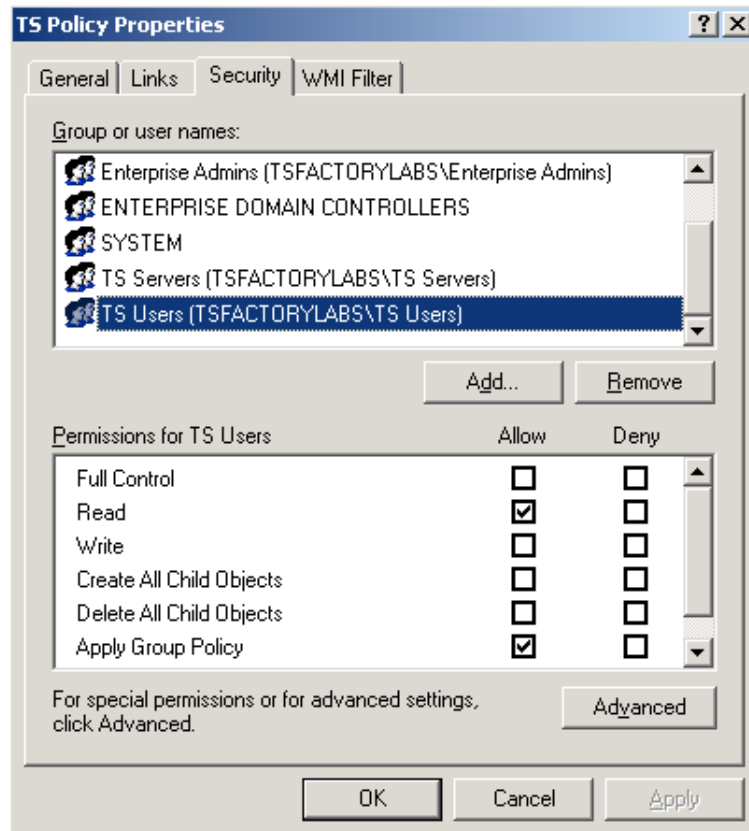 TS Policy Properties
?
X
General Links Security WMI Filter
Group or user names:
Enterprise Admins (TSFACTORYLABS\Enterprise Admins)
ENTERPRISE DOMAIN CONTROLLERS
SYSTEM
TS Servers (TSFACTORYLABS\TS Servers)
TS Users (TSFACTORYLABS\TS Users)
Add... Remove
Permissions for TS Users Allow Deny
Full Control
Read
Write
Create All Child Objects
Delete All Child Objects
Apply Group Policy
For special permissions or for advanced settings,
click Advanced.
Advanced
OK Cancel Apply